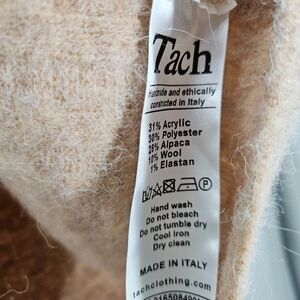 Tach
Handmade and ethically
constructed in Italy
31% Acrylic
30% Polyester
28% Alpaca
10% Wool
1% Elastan
P
Hand wash
Do not bleach
Do not tumble dry
Cool iron
Dry clean
MADE IN ITALY
tachclothing.com